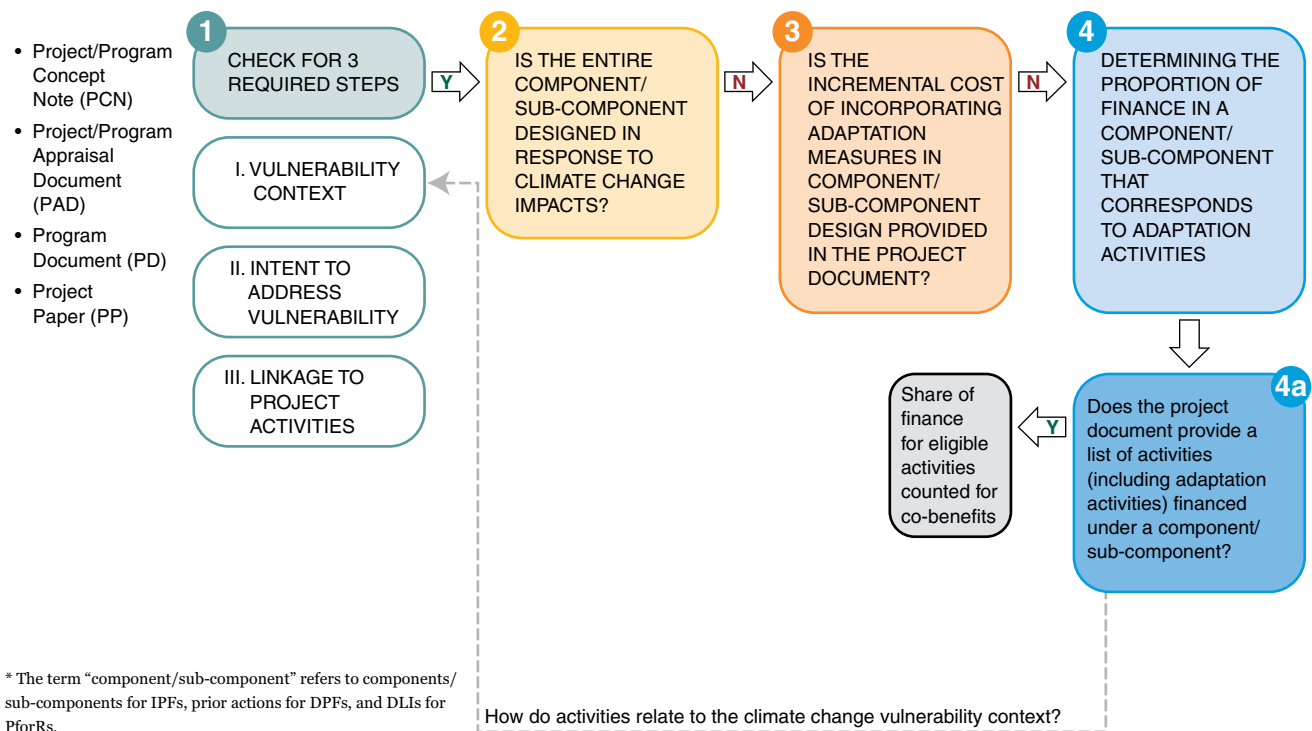 • Project/Program
Concept
Note (PCN)
• Project/Program
Appraisal
Document
(PAD)
• Program
Document (PD)
• Project
Paper (PP)
1
CHECK FOR 3
REQUIRED STEPS
Y
I. VULNERABILITY
CONTEXT
II. INTENT TO
ADDRESS
VULNERABILITY
III. LINKAGE TO
PROJECT
ACTIVITIES
2
IS THE ENTIRE
COMPONENT/
SUB-COMPONENT
DESIGNED IN
RESPONSE TO
CLIMATE CHANGE
IMPACTS?
N
3
IS THE
INCREMENTAL COST
OF INCORPORATING
ADAPTATION
MEASURES IN
COMPONENT/
SUB-COMPONENT
DESIGN PROVIDED
IN THE PROJECT
DOCUMENT?
N
4
DETERMINING THE
PROPORTION OF
FINANCE IN A
COMPONENT/
SUB-COMPONENT
THAT
CORRESPONDS
TO ADAPTATION
ACTIVITIES
4a
Does the project
document provide a
list of activities
(including adaptation
activities) financed
under a component/
sub-component?
Y
Share of
finance
for eligible
activities
counted for
co-benefits
How do activities relate to the climate change vulnerability context?
* The term “component/sub-component” refers to components/
sub-components for IPFs, prior actions for DPFs, and DLIs for
PforRs.